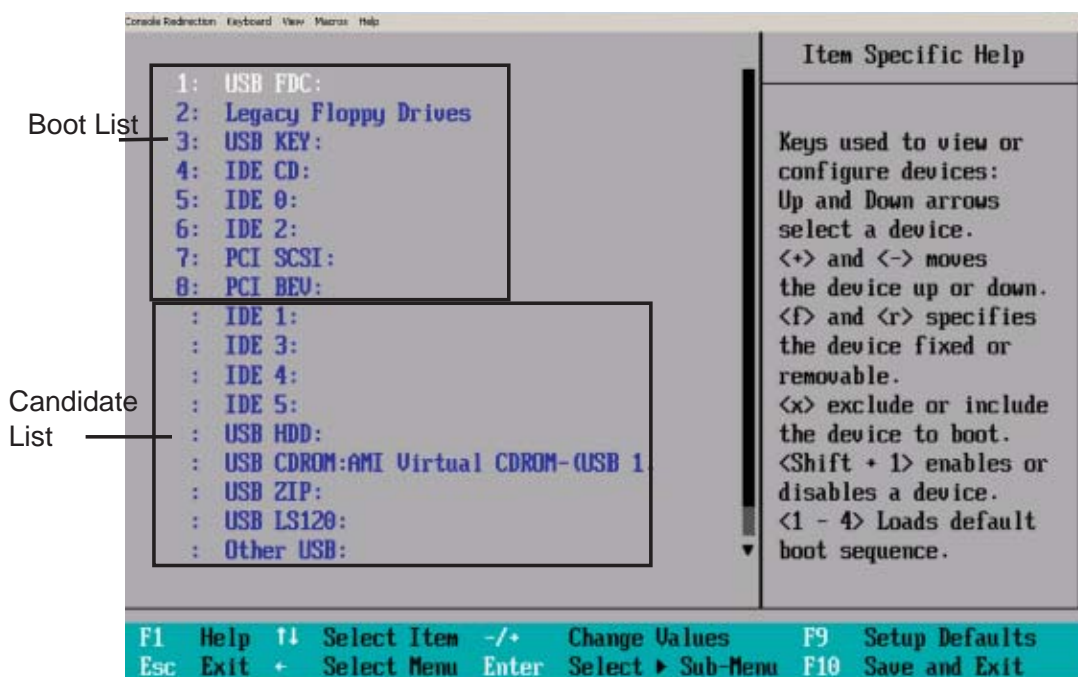 Console Redirection Keyboard View Macros Help
Boot List
1: USB FDC:
2: Legacy Floppy Drives
3: USB KEY:
4: IDE CD:
5: IDE 0:
6: IDE 2:
7: PCI SCSI:
8: PCI BEV:
Candidate
List
: IDE 1:
: IDE 3:
: IDE 4:
: IDE 5:
: USB HDD:
: USB CDROM:AMI Virtual CDROM-(USB 1
: USB ZIP:
: USB LS120:
: Other USB:
Item Specific Help
Keys used to view or
configure devices:
Up and Down arrows
select a device.
<+> and <-> moves
the device up or down.
<f> and <r> specifies
the device fixed or
removable.
<x> exclude or include
the device to boot.
<Shift + 1> enables or
disables a device.
<1 - 4> Loads default
boot sequence.
F1 Help ↑↓ Select Item -/+ Change Values F9 Setup Defaults
Esc Exit ← Select Menu Enter Select ▶ Sub-Menu F10 Save and Exit